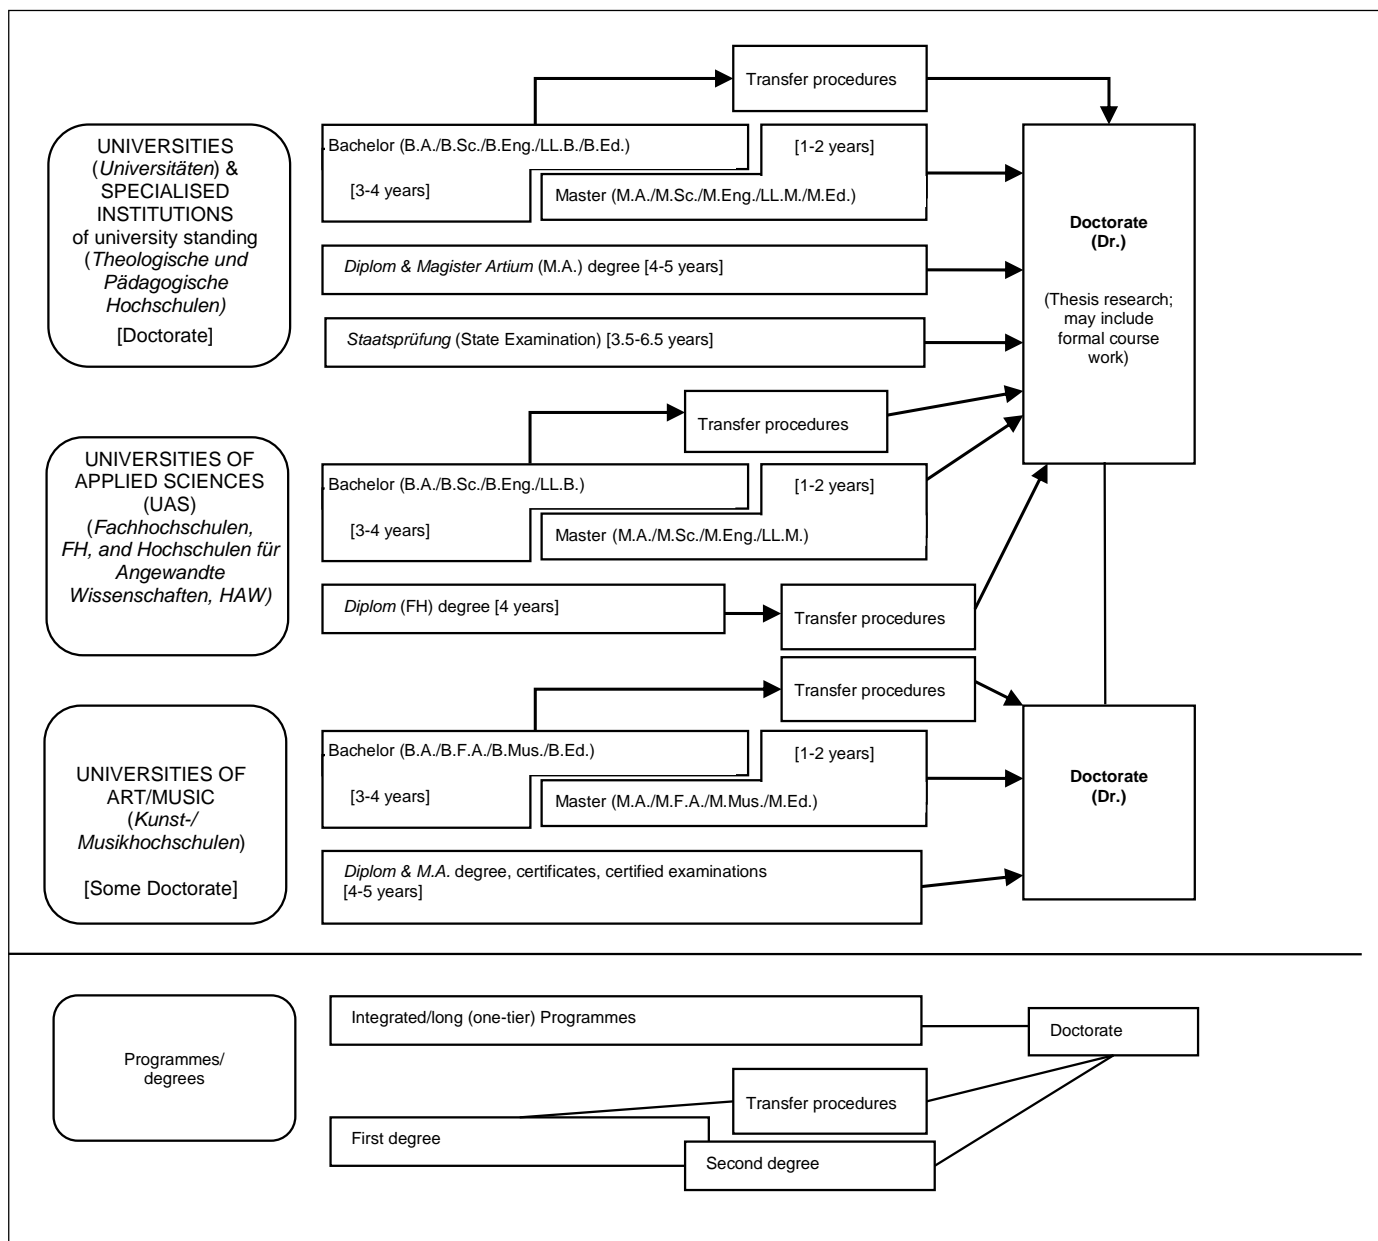 Transfer procedures
UNIVERSITIES
(Universitäten) &
SPECIALISED
INSTITUTIONS
of university standing
(Theologische und
Pädagogische
Hochschulen)
[Doctorate]
Bachelor (B.A./B.Sc./B.Eng./LL.B./B.Ed.)
[1-2 years]
[3-4 years]
Master (M.A./M.Sc./M.Eng./LL.M./M.Ed.)
Diplom & Magister Artium (M.A.) degree [4-5 years]
Staatsprüfung (State Examination) [3.5-6.5 years]
Doctorate
(Dr.)
(Thesis research;
may include
formal course
work)
Transfer procedures
UNIVERSITIES OF
APPLIED SCIENCES
(UAS)
(Fachhochschulen,
FH, and Hochschulen für
Angewandte
Wissenschaften, HAW)
Bachelor (B.A./B.Sc./B.Eng./LL.B.)
[1-2 years]
[3-4 years]
Master (M.A./M.Sc./M.Eng./LL.M.)
Diplom (FH) degree [4 years]
Transfer procedures
Transfer procedures
UNIVERSITIES OF
ART/MUSIC
(Kunst-/
Musikhochschulen)
[Some Doctorate]
Bachelor (B.A./B.F.A./B.Mus./B.Ed.)
[1-2 years]
[3-4 years]
Master (M.A./M.F.A./M.Mus./M.Ed.)
Diplom & M.A. degree, certificates, certified examinations
[4-5 years]
Doctorate
(Dr.)
Programmes/
degrees
Integrated/long (one-tier) Programmes
Doctorate
Transfer procedures
First degree
Second degree